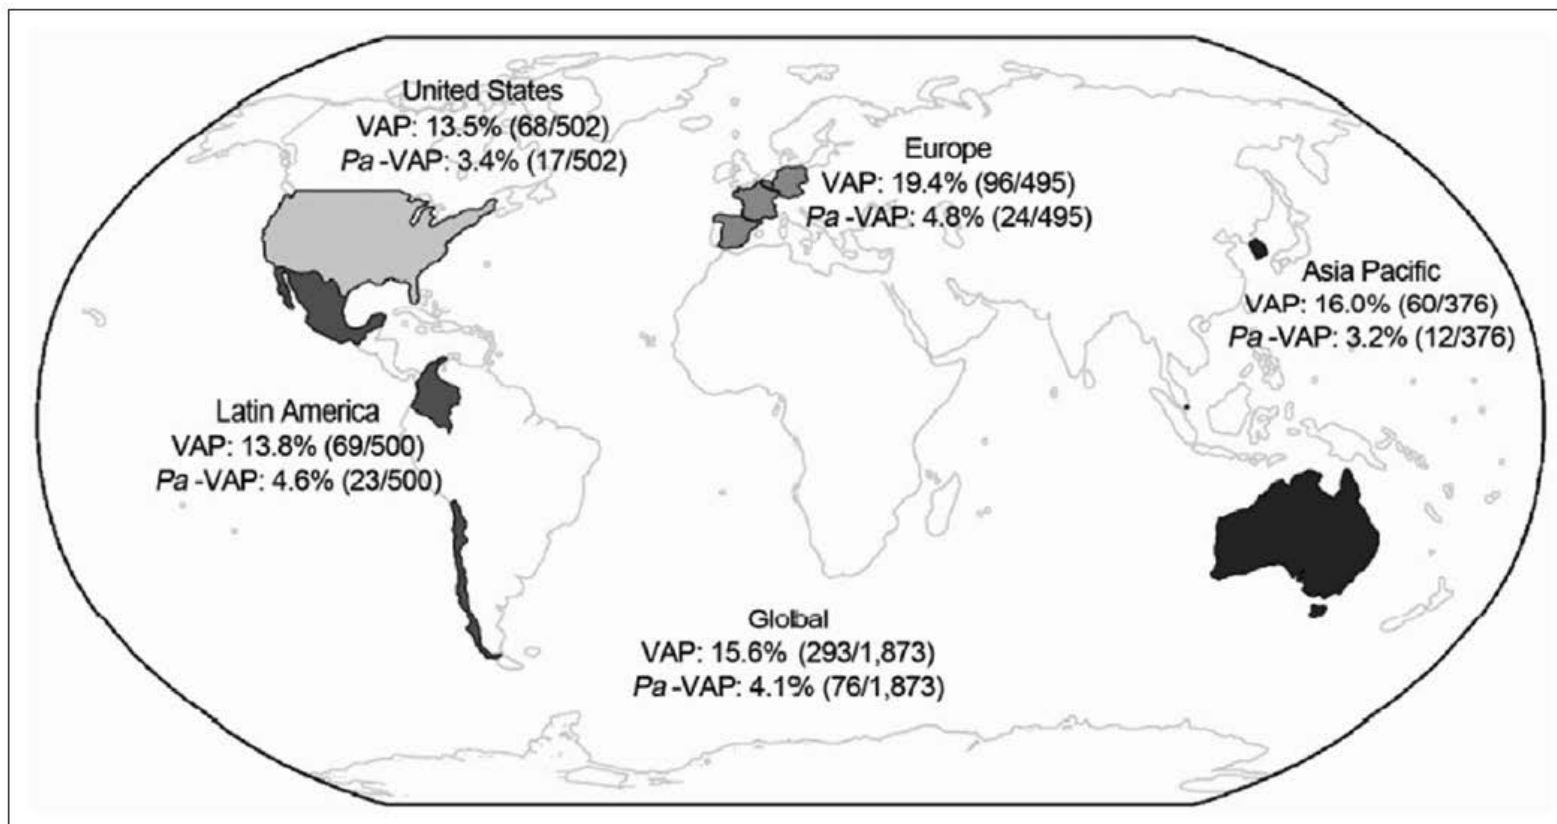 United States
VAP: 13.5% (68/502)
Pa-VAP: 3.4% (17/502)
Europe
VAP: 19.4% (96/495)
Pa-VAP: 4.8% (24/495)
Asia Pacific
VAP: 16.0% (60/376)
Pa-VAP: 3.2% (12/376)
Latin America
VAP: 13.8% (69/500)
Pa-VAP: 4.6% (23/500)
Global
VAP: 15.6% (293/1,873)
Pa-VAP: 4.1% (76/1,873)